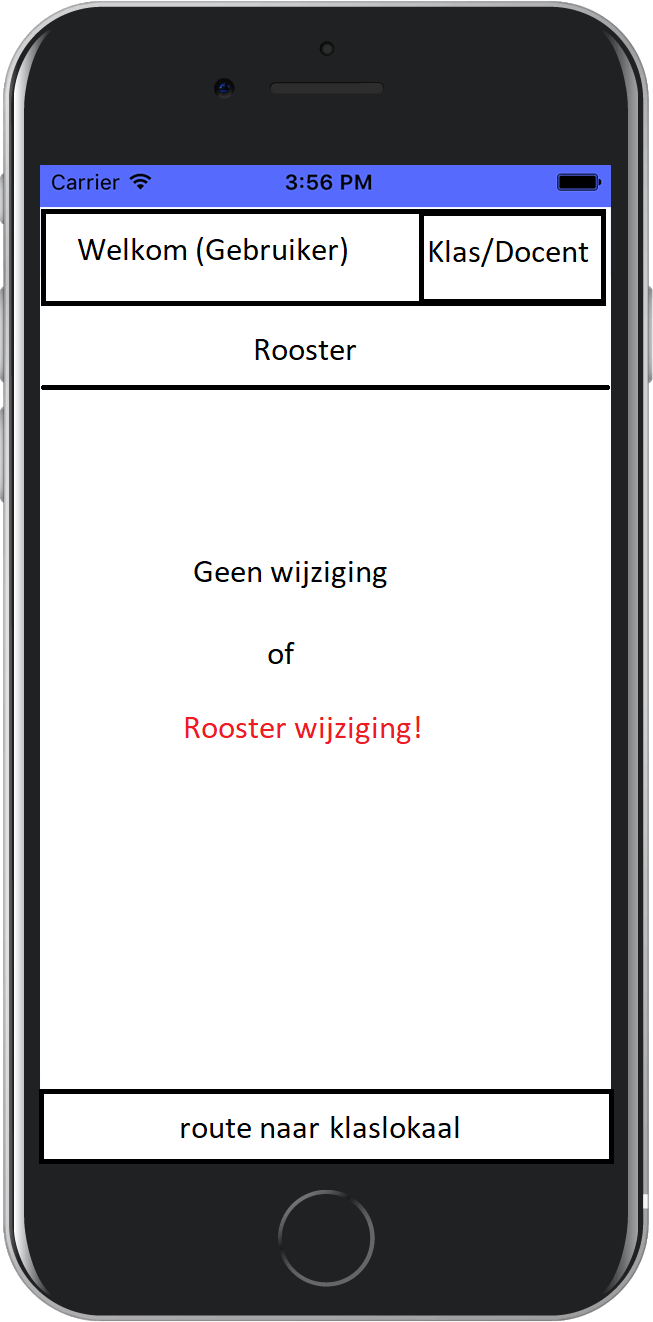 Carrier 3:56 PM
Welkom (Gebruiker) Klas/Docent
Rooster
Geen wijziging
of
Rooster wijziging!
route naar klaslokaal